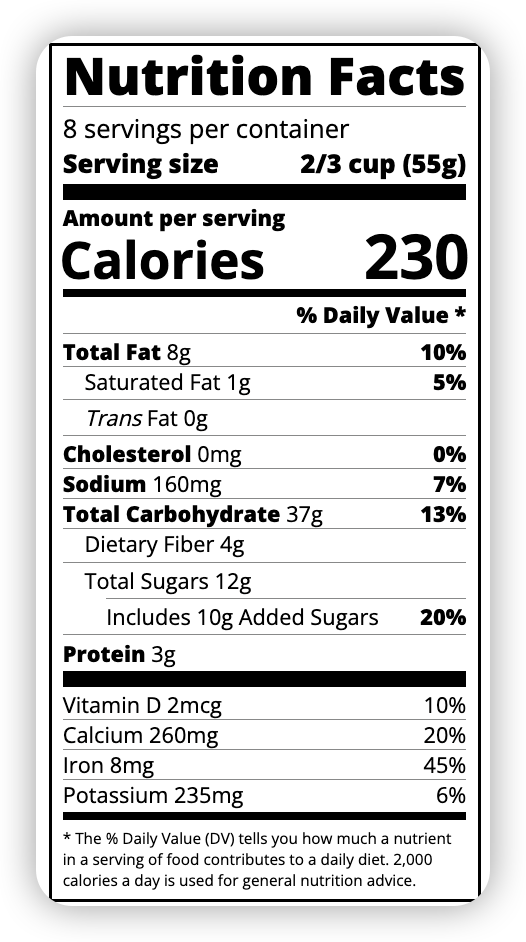 Nutrition Facts
8 servings per container
Serving size 2/3 cup (55g)
Amount per serving
Calories 230
% Daily Value *
Total Fat 8g 10%
Saturated Fat 1g 5%
Trans Fat 0g
Cholesterol 0mg 0%
Sodium 160mg 7%
Total Carbohydrate 37g 13%
Dietary Fiber 4g
Total Sugars 12g
Includes 10g Added Sugars 20%
Protein 3g
Vitamin D 2mcg 10%
Calcium 260mg 20%
Iron 8mg 45%
Potassium 235mg 6%
* The % Daily Value (DV) tells you how much a nutrient
in a serving of food contributes to a daily diet. 2,000
calories a day is used for general nutrition advice.